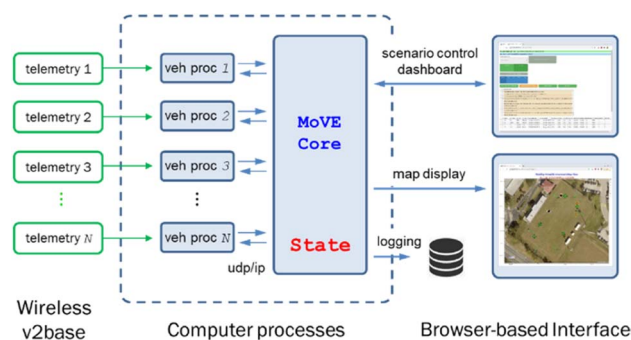 telemetry 1
telemetry 2
telemetry 3
telemetry N
veh proc 1
veh proc 2
veh proc 3
veh proc N
udp/ip
MoVE
Core
State
scenario control
dashboard
map display
logging
Wireless
v2base
Computer processes
Browser-based Interface